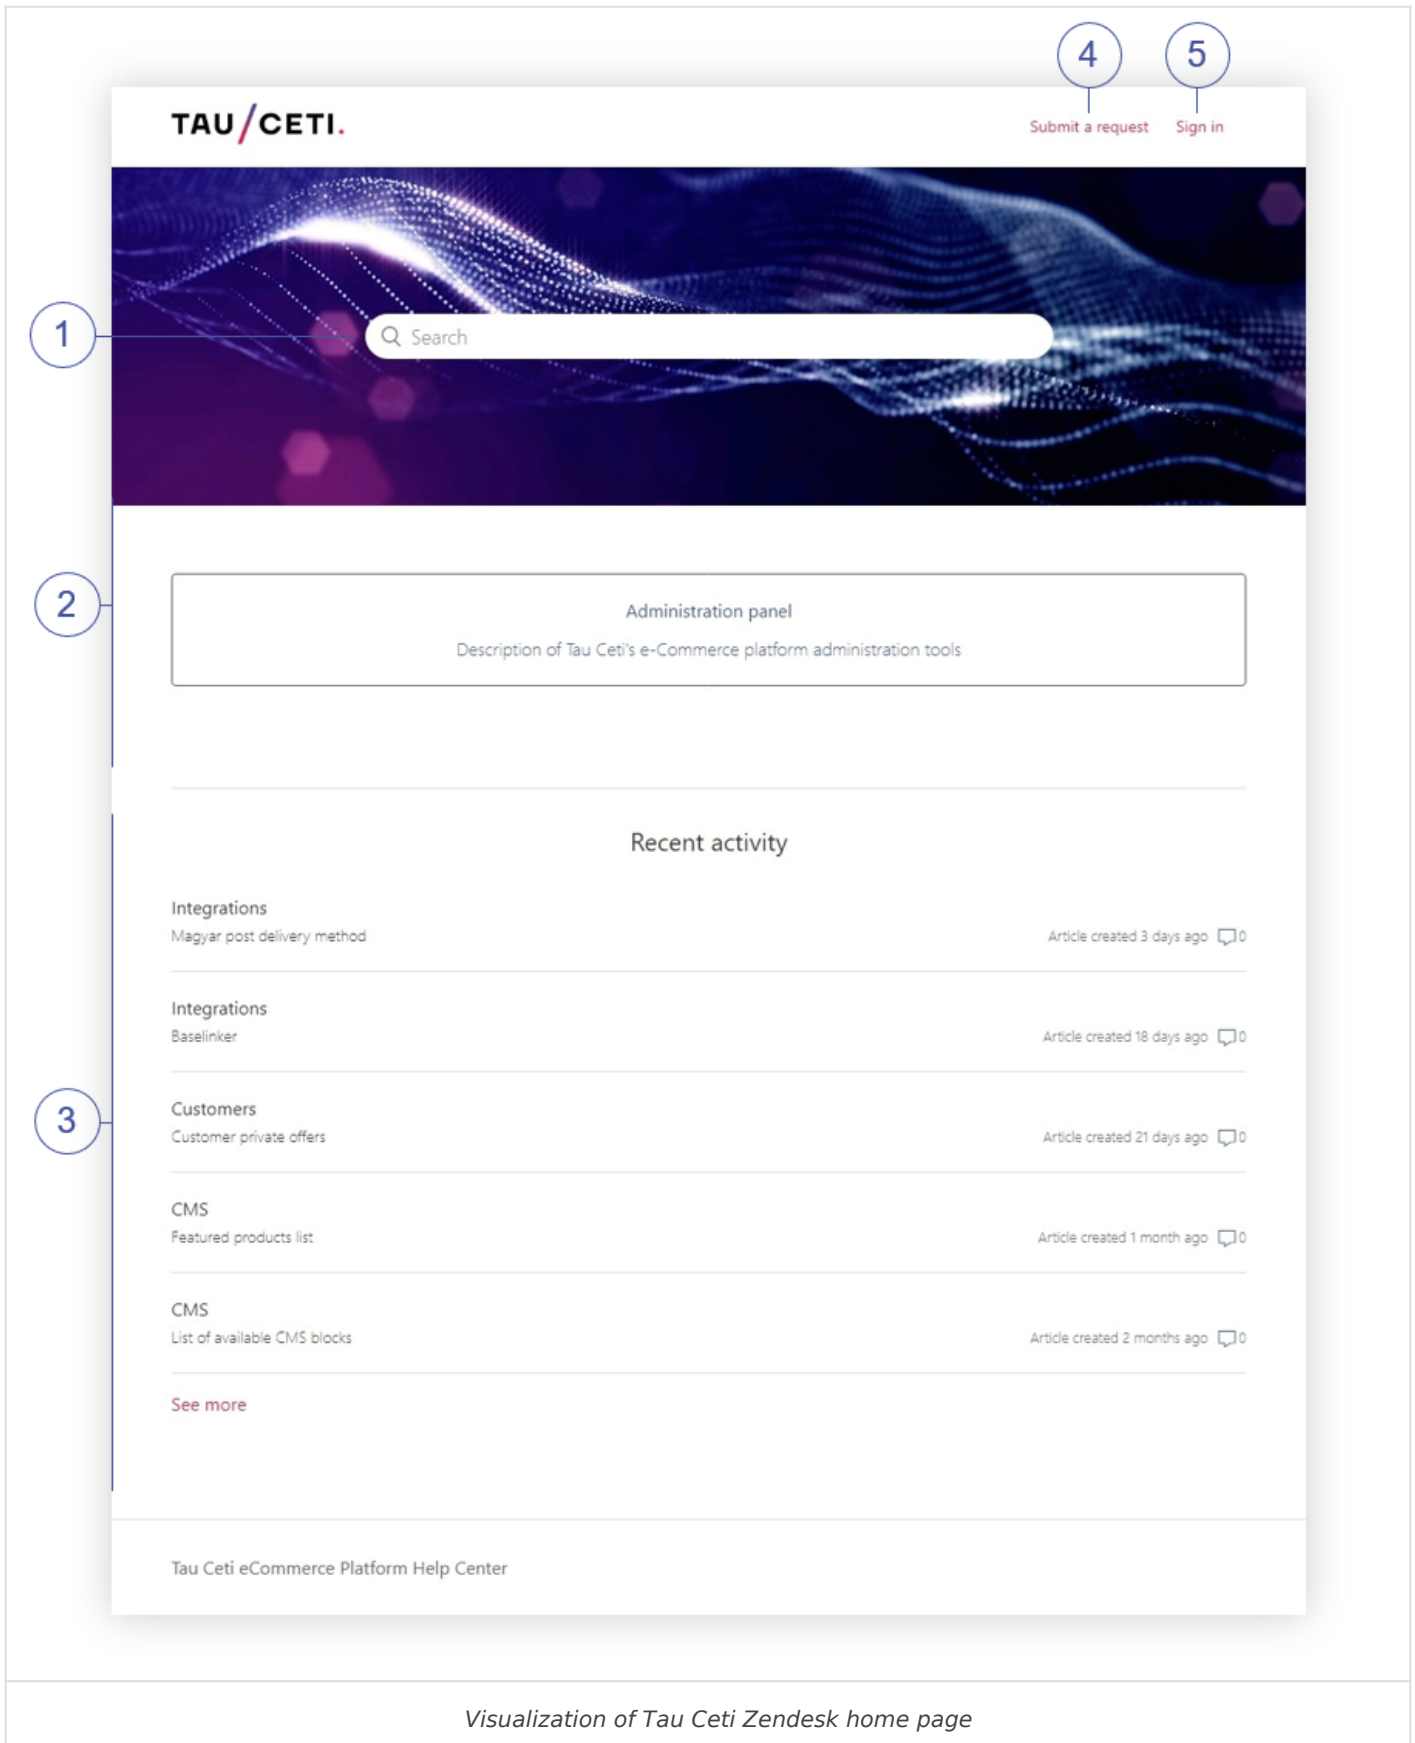 4 5
TAU/CETI.
Submit a request Sign in
1
Search
2
Administration panel
Description of Tau Ceti's e-Commerce platform administration tools
Recent activity
Integrations
Magyar post delivery method Article created 3 days ago 0
Integrations
Baselinker Article created 18 days ago 0
3
Customers
Customer private offers Article created 21 days ago 0
CMS
Featured products list Article created 1 month ago 0
CMS
List of available CMS blocks Article created 2 months ago 0
See more
Tau Ceti eCommerce Platform Help Center
Visualization of Tau Ceti Zendesk home page